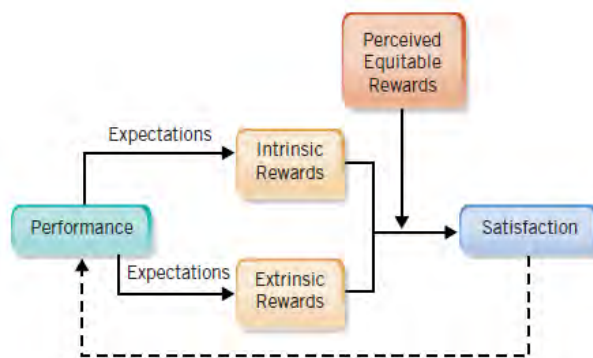 Perceived
Equitable
Rewards
Expectations
Intrinsic
Rewards
Performance
Satisfaction
Expectations
Extrinsic
Rewards